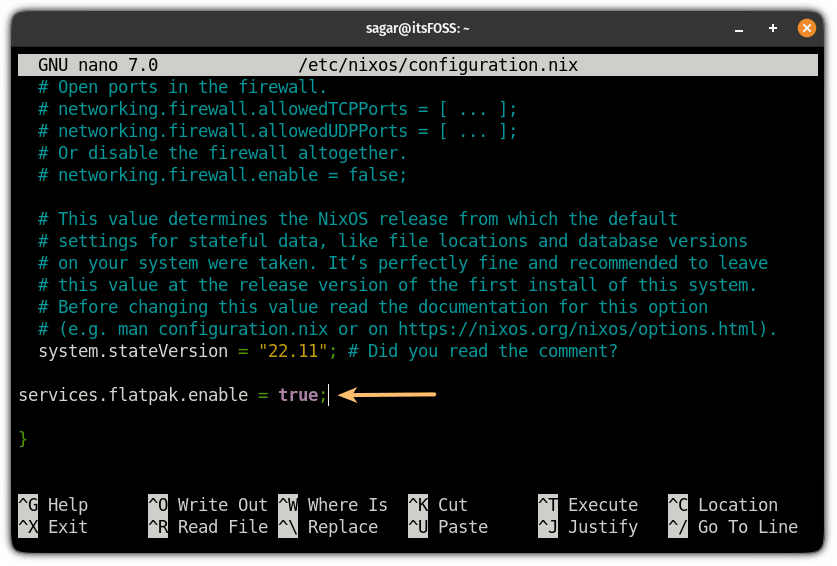 sagar@itsFOSS: ~
GNU nano 7.0 /etc/nixos/configuration.nix
# Open ports in the firewall.
# networking.firewall.allowedTCPPorts = [ ... ];
# networking.firewall.allowedUDPPorts = [ ... ];
# Or disable the firewall altogether.
# networking.firewall.enable = false;
# This value determines the NixOS release from which the default
# settings for stateful data, like file locations and database versions
# on your system were taken. It‘s perfectly fine and recommended to leave
# this value at the release version of the first install of this system.
# Before changing this value read the documentation for this option
# (e.g. man configuration.nix or on https://nixos.org/nixos/options.html).
system.stateVersion = "22.11"; # Did you read the comment?
services.flatpak.enable = true;
}
^G Help ^O Write Out ^W Where Is ^K Cut ^T Execute ^C Location
^X Exit ^R Read File ^\ Replace ^U Paste ^J Justify ^/ Go To Line